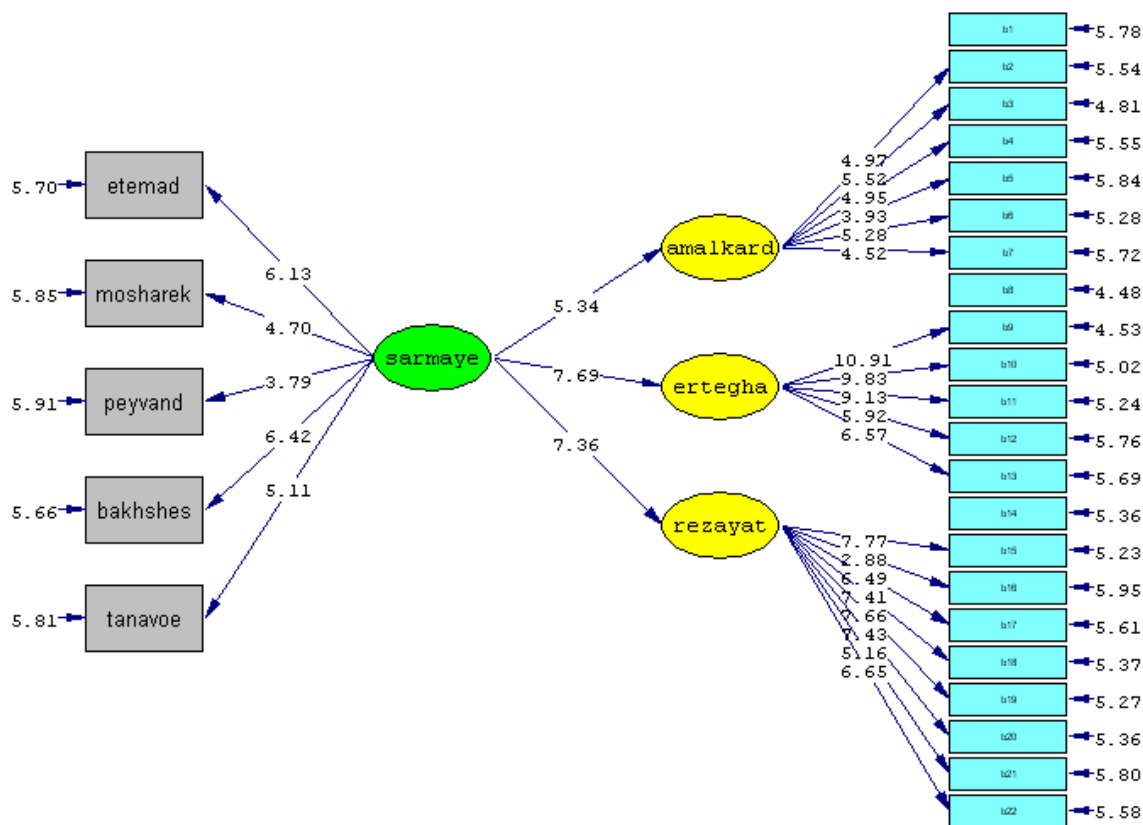 b1 5.78
b2 5.54
b3 4.81
b4 5.55
b5 5.84
b6 5.28
b7 5.72
b8 4.48
b9 4.53
b10 5.02
b11 5.24
b12 5.76
b13 5.69
b14 5.36
b15 5.23
b16 5.95
b17 5.61
b18 5.37
b19 5.27
b20 5.36
b21 5.80
b22 5.58
5.70 etemad
5.85 mosharek
5.91 peyvand
5.66 bakhshes
5.81 tanavoe
6.13
4.70
3.79
6.42
5.11
sarmaye
5.34
7.69
7.36
amalkard
4.97
5.52
4.95
3.93
5.28
4.52
ertegha
10.91
9.83
9.13
5.92
6.57
rezayat
7.77
2.88
6.49
7.41
7.66
7.43
5.16
6.65